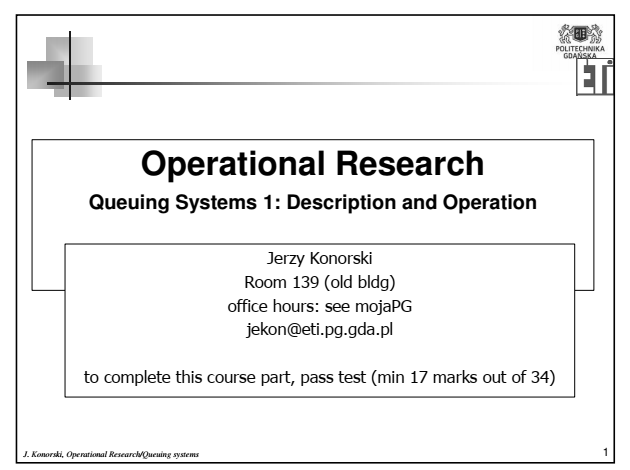 POLITECHNIKA
GDAŃSKA
ETI
Operational Research
Queuing Systems 1: Description and Operation
Jerzy Konorski
Room 139 (old bldg)
office hours: see mojaPG
jekon@eti.pg.gda.pl
to complete this course part, pass test (min 17 marks out of 34)
J. Konorski, Operational Research/Queuing systems
1